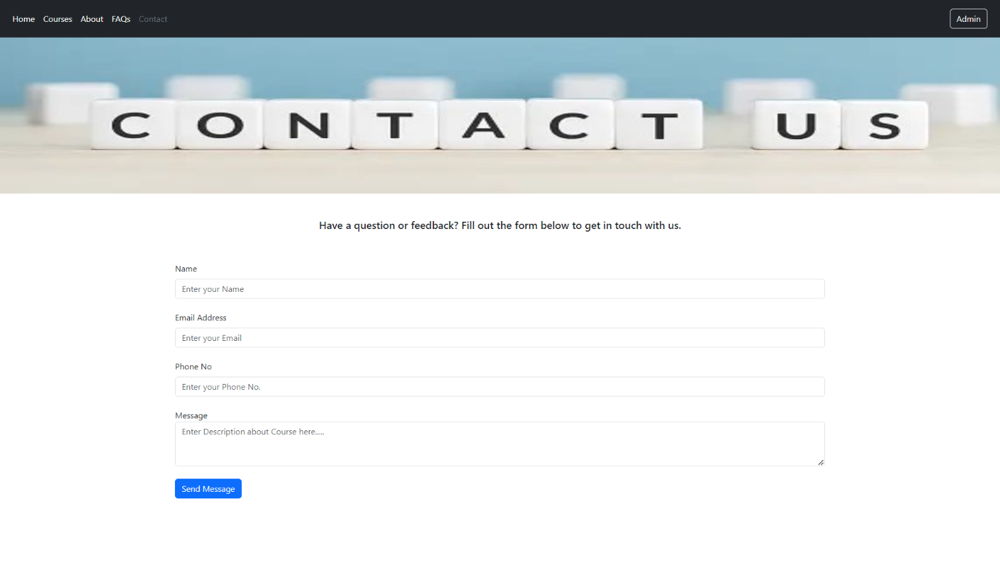 Home Courses About FAQs Contact Admin
CONTACT US
Have a question or feedback? Fill out the form below to get in touch with us.
Name
Enter your Name
Email Address
Enter your Email
Phone No
Enter your Phone No.
Message
Enter Description about Course here.....
Send Message